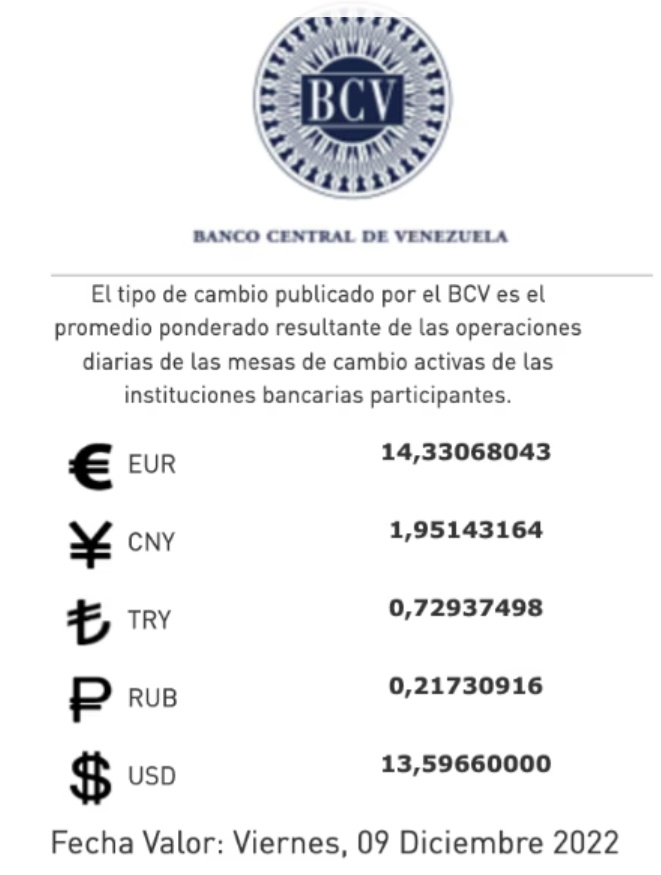 BCV
BANCO CENTRAL DE VENEZUELA
El tipo de cambio publicado por el BCV es el
promedio ponderado resultante de las operaciones
diarias de las mesas de cambio activas de las
instituciones bancarias participantes.
€ EUR 14,33068043
¥ CNY 1,95143164
₺ TRY 0,72937498
₽ RUB 0,21730916
$ USD 13,59660000
Fecha Valor: Viernes, 09 Diciembre 2022